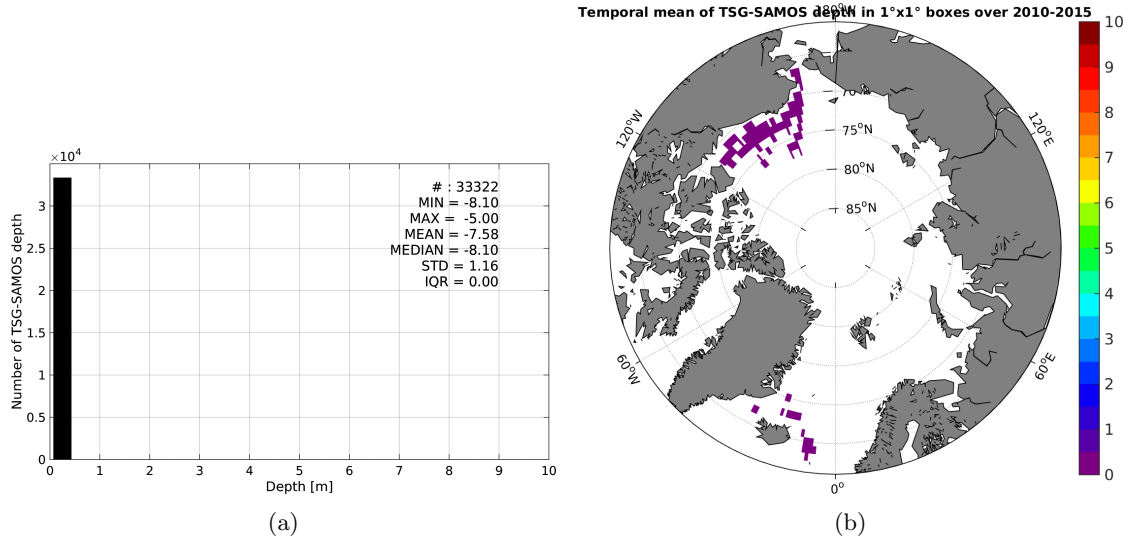 ×10⁴
3
2.5
2
1.5
1
0.5
0
0 1 2 3 4 5 6 7 8 9 10
Number of TSG-SAMOS depth
Depth [m]
# : 33322
MIN = -8.10
MAX = -5.00
MEAN = -7.58
MEDIAN = -8.10
STD = 1.16
IQR = 0.00
(a)
Temporal mean of TSG-SAMOS depth in 1°x1° boxes over 2010-2015
180°W
120°W
120°E
70
75°N
80°N
85°N
60°W
60°E
0°
10
9
8
7
6
5
4
3
2
1
0
(b)